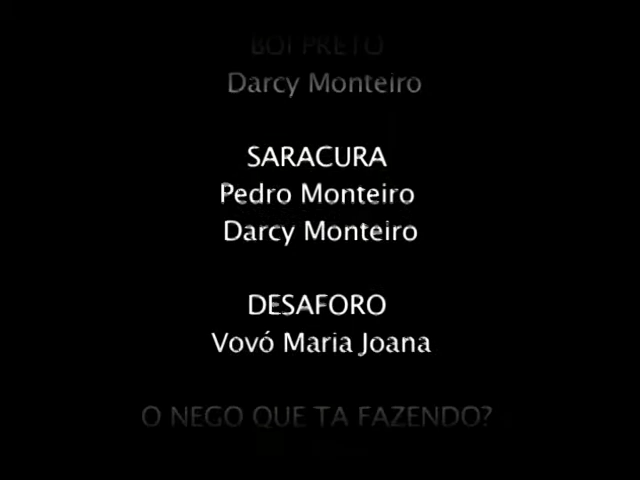 BOI PRETO
Darcy Monteiro
SARACURA
Pedro Monteiro
Darcy Monteiro
DESAFORO
Vovó Maria Joana
O NEGO QUE TA FAZENDO?